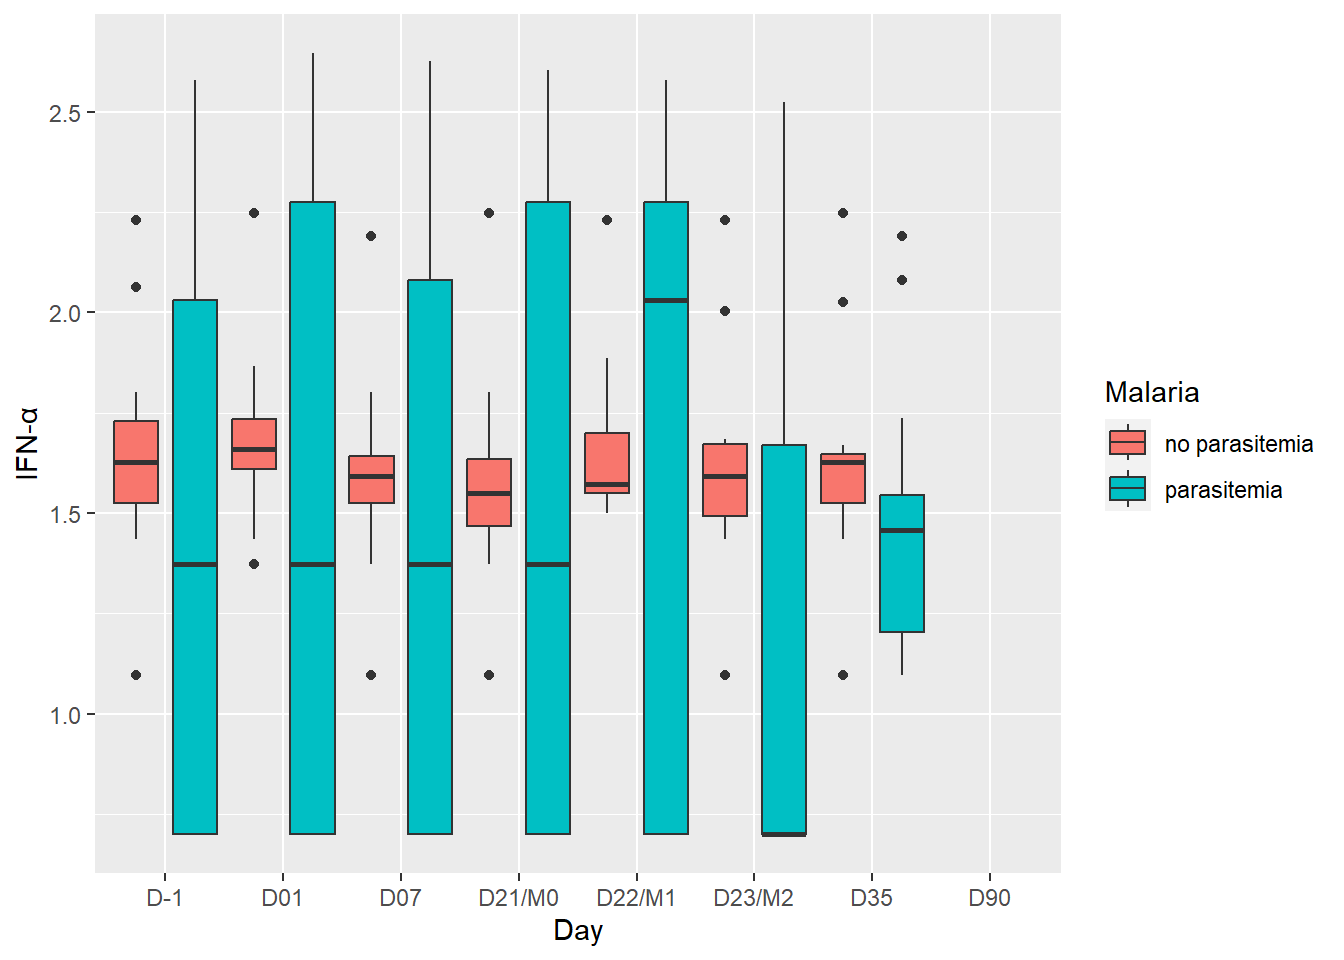 IFN-α
2.5
2.0
1.5
1.0
D-1 D01 D07 D21/M0 D22/M1 D23/M2 D35 D90
Day
Malaria
no parasitemia
parasitemia